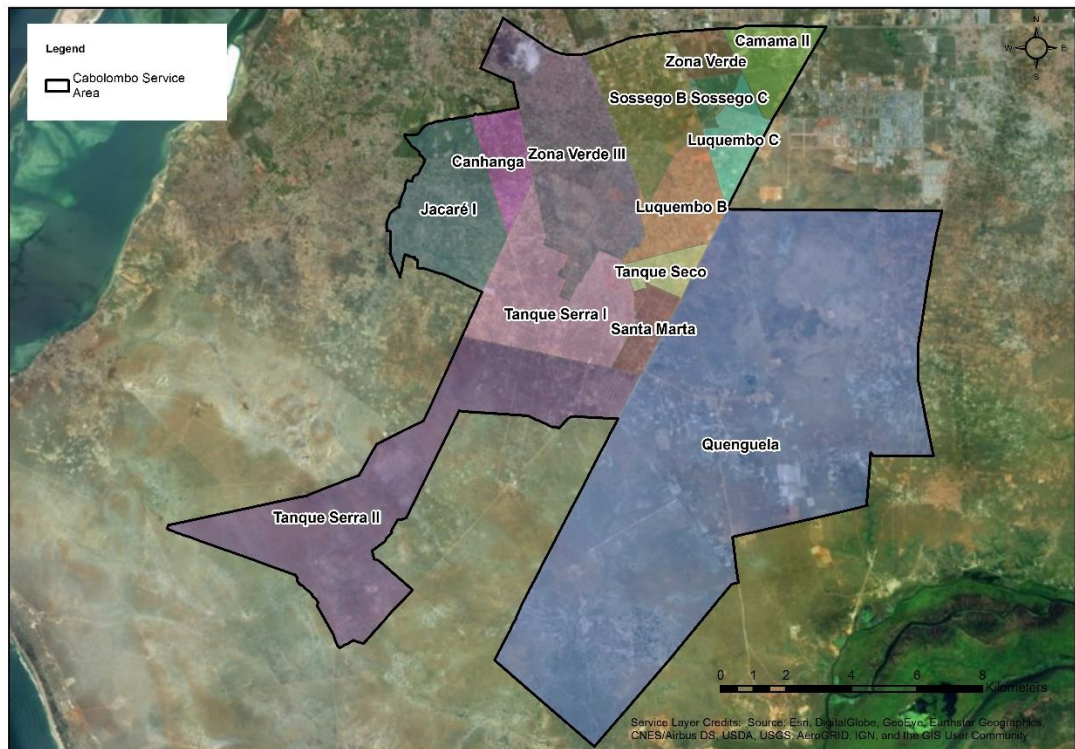 Legend
Cabolombo Service
Area
N
W
E
S
Camama II
Zona Verde
Sossego B
Sossego C
Luquembo C
Canhanga
Zona Verde III
Jacaré I
Luquembo B
Tanque Seco
Tanque Serra I
Santa Marta
Quenguela
Tanque Serra II
0 1 2 4 6 8
Kilometers
Service Layer Credits: Source: Esri, DigitalGlobe, GeoEye, Earthstar Geographics,
CNES/Airbus DS, USDA, USGS, AeroGRID, IGN, and the GIS User Community